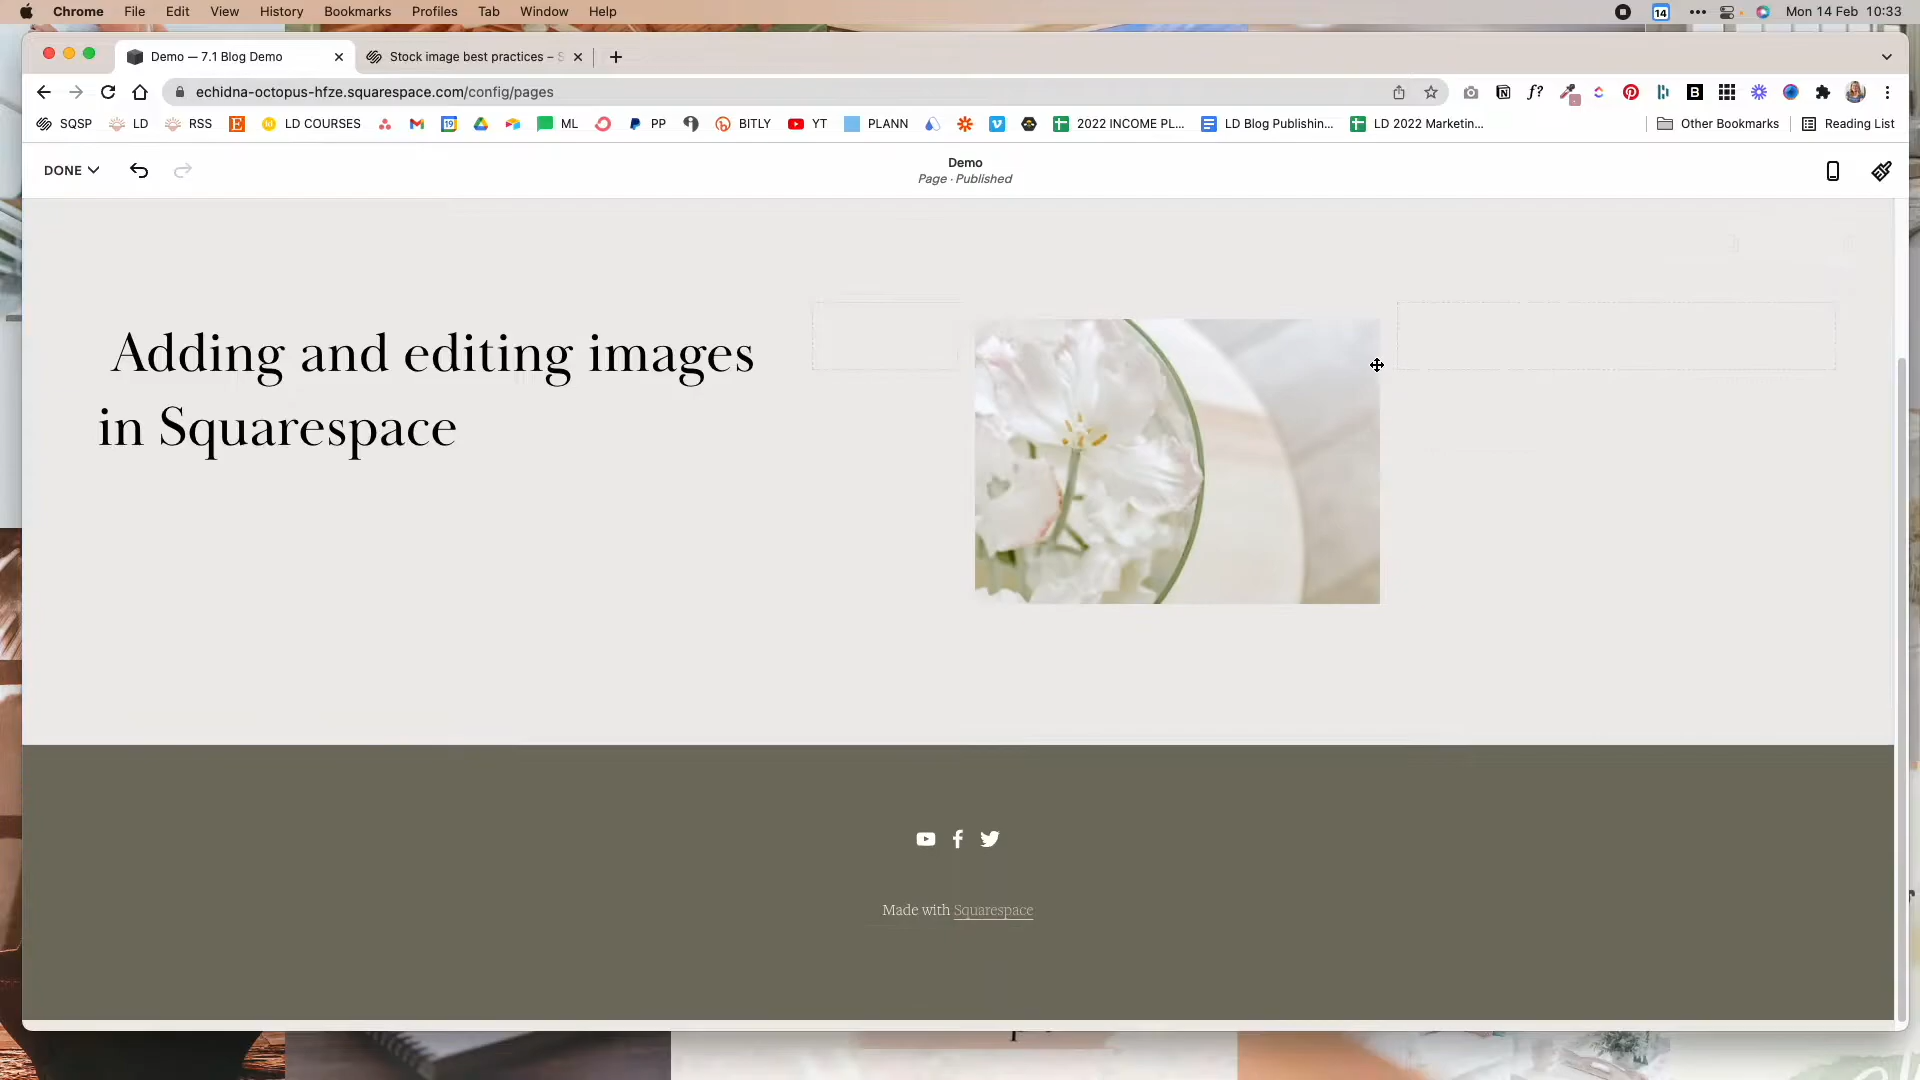 Chrome File Edit View History Bookmarks Profiles Tab Window Help 14 Mon 14 Feb 10:33
Demo — 7.1 Blog Demo Stock image best practices – S
echidna-octopus-hfze.squarespace.com/config/pages
SQSP LD RSS LD COURSES 19 ML PP BITLY YT PLANN 2022 INCOME PL... LD Blog Publishin... LD 2022 Marketin... Other Bookmarks Reading List
DONE
Demo
Page · Published
Adding and editing images
in Squarespace
Made with Squarespace